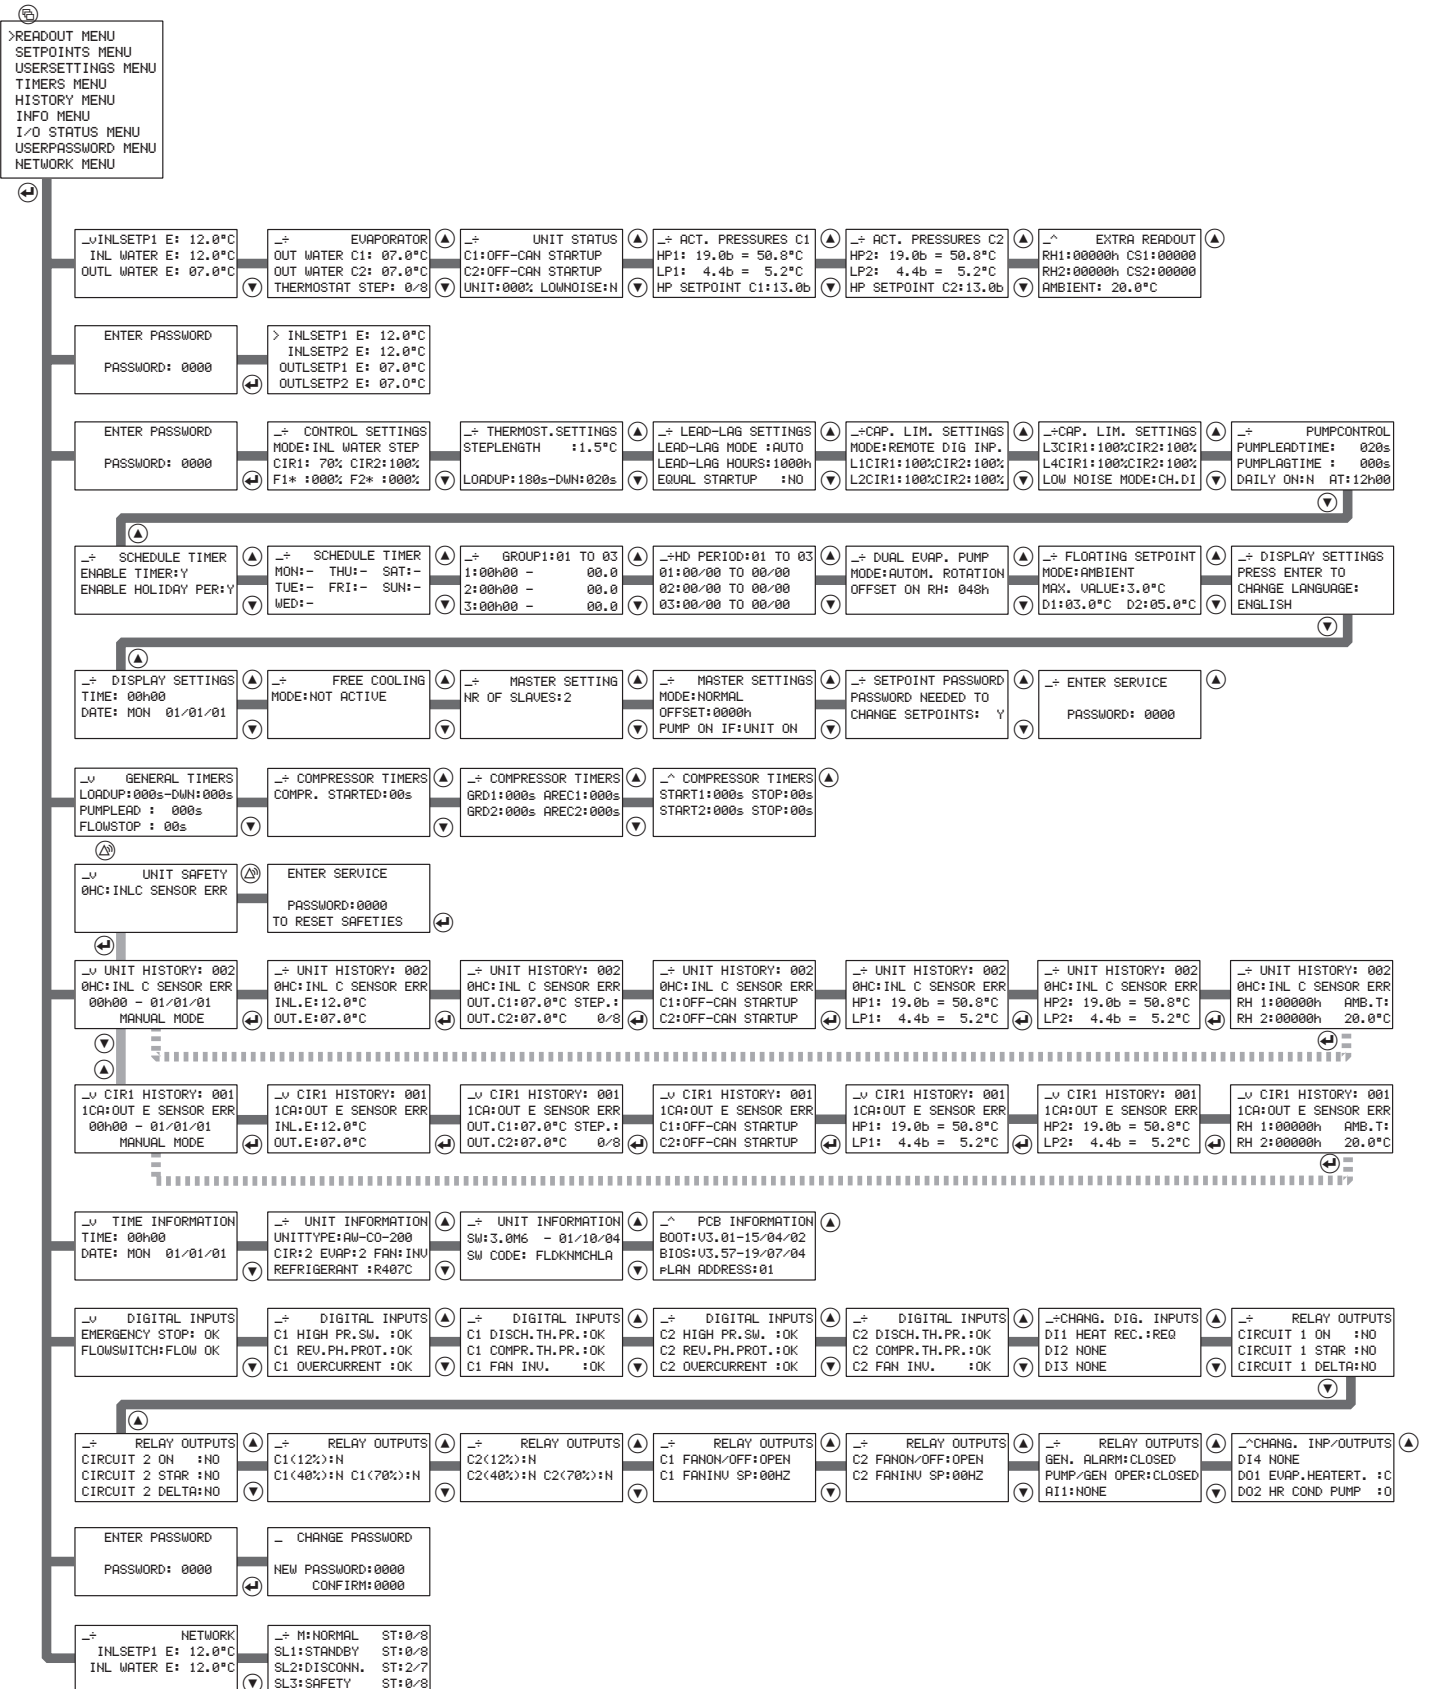 >READOUT MENU
SETPOINTS MENU
USERSETTINGS MENU
TIMERS MENU
HISTORY MENU
INFO MENU
I/O STATUS MENU
USERPASSWORD MENU
NETWORK MENU
_vINLSETP1 E: 12.0°C
INL WATER E: 12.0°C
OUTL WATER E: 07.0°C
_÷ EVAPORATOR
OUT WATER C1: 07.0°C
OUT WATER C2: 07.0°C
THERMOSTAT STEP: 0/8
_÷ UNIT STATUS
C1:OFF-CAN STARTUP
C2:OFF-CAN STARTUP
UNIT:000% LOWNOISE:N
_÷ ACT. PRESSURES C1
HP1: 19.0b = 50.8°C
LP1: 4.4b = 5.2°C
HP SETPOINT C1:13.0b
_÷ ACT. PRESSURES C2
HP2: 19.0b = 50.8°C
LP2: 4.4b = 5.2°C
HP SETPOINT C2:13.0b
_^ EXTRA READOUT
RH1:00000h CS1:00000
RH2:00000h CS2:00000
AMBIENT: 20.0°C
ENTER PASSWORD
PASSWORD: 0000
> INLSETP1 E: 12.0°C
INLSETP2 E: 12.0°C
OUTLSETP1 E: 07.0°C
OUTLSETP2 E: 07.0°C
ENTER PASSWORD
PASSWORD: 0000
_÷ CONTROL SETTINGS
MODE:INL WATER STEP
CIR1: 70% CIR2:100%
F1* :000% F2* :000%
_÷ THERMOST.SETTINGS
STEPLENGTH :1.5°C
LOADUP:180s-DWN:020s
_÷ LEAD-LAG SETTINGS
LEAD-LAG MODE :AUTO
LEAD-LAG HOURS:1000h
EQUAL STARTUP :NO
_÷CAP. LIM. SETTINGS
MODE:REMOTE DIG INP.
L1CIR1:100%CIR2:100%
L2CIR1:100%CIR2:100%
_÷CAP. LIM. SETTINGS
L3CIR1:100%CIR2:100%
L4CIR1:100%CIR2:100%
LOW NOISE MODE:CH.DI
_÷ PUMPCONTROL
PUMPLEADTIME: 020s
PUMPLAGTIME : 000s
DAILY ON:N AT:12h00
_÷ SCHEDULE TIMER
ENABLE TIMER:Y
ENABLE HOLIDAY PER:Y
_÷ SCHEDULE TIMER
MON:- THU:- SAT:-
TUE:- FRI:- SUN:-
WED:-
_÷ GROUP1:01 TO 03
1:00h00 - 00.0
2:00h00 - 00.0
3:00h00 - 00.0
_÷HD PERIOD:01 TO 03
01:00/00 TO 00/00
02:00/00 TO 00/00
03:00/00 TO 00/00
_÷ DUAL EVAP. PUMP
MODE:AUTOM. ROTATION
OFFSET ON RH: 048h
_÷ FLOATING SETPOINT
MODE:AMBIENT
MAX. VALUE:3.0°C
D1:03.0°C D2:05.0°C
_÷ DISPLAY SETTINGS
PRESS ENTER TO
CHANGE LANGUAGE:
ENGLISH
_÷ DISPLAY SETTINGS
TIME: 00h00
DATE: MON 01/01/01
_÷ FREE COOLING
MODE:NOT ACTIVE
_÷ MASTER SETTING
NR OF SLAVES:2
_÷ MASTER SETTINGS
MODE:NORMAL
OFFSET:0000h
PUMP ON IF:UNIT ON
_÷ SETPOINT PASSWORD
PASSWORD NEEDED TO
CHANGE SETPOINTS: Y
_÷ ENTER SERVICE
PASSWORD: 0000
_v GENERAL TIMERS
LOADUP:000s-DWN:000s
PUMPLEAD : 000s
FLOWSTOP : 00s
_÷ COMPRESSOR TIMERS
COMPR. STARTED:00s
_÷ COMPRESSOR TIMERS
GRD1:000s AREC1:000s
GRD2:000s AREC2:000s
_^ COMPRESSOR TIMERS
START1:000s STOP:00s
START2:000s STOP:00s
_v UNIT SAFETY
0HC:INLC SENSOR ERR
ENTER SERVICE
PASSWORD:0000
TO RESET SAFETIES
_v UNIT HISTORY: 002
0HC:INL C SENSOR ERR
00h00 - 01/01/01
MANUAL MODE
_÷ UNIT HISTORY: 002
0HC:INL C SENSOR ERR
INL.E:12.0°C
OUT.E:07.0°C
_÷ UNIT HISTORY: 002
0HC:INL C SENSOR ERR
OUT.C1:07.0°C STEP.:
OUT.C2:07.0°C 0/8
_÷ UNIT HISTORY: 002
0HC:INL C SENSOR ERR
C1:OFF-CAN STARTUP
C2:OFF-CAN STARTUP
_÷ UNIT HISTORY: 002
0HC:INL C SENSOR ERR
HP1: 19.0b = 50.8°C
LP1: 4.4b = 5.2°C
_÷ UNIT HISTORY: 002
0HC:INL C SENSOR ERR
HP2: 19.0b = 50.8°C
LP2: 4.4b = 5.2°C
_÷ UNIT HISTORY: 002
0HC:INL C SENSOR ERR
RH 1:00000h AMB.T:
RH 2:00000h 20.0°C
_v CIR1 HISTORY: 001
1CA:OUT E SENSOR ERR
00h00 - 01/01/01
MANUAL MODE
_v CIR1 HISTORY: 001
1CA:OUT E SENSOR ERR
INL.E:12.0°C
OUT.E:07.0°C
_v CIR1 HISTORY: 001
1CA:OUT E SENSOR ERR
OUT.C1:07.0°C STEP.:
OUT.C2:07.0°C 0/8
_v CIR1 HISTORY: 001
1CA:OUT E SENSOR ERR
C1:OFF-CAN STARTUP
C2:OFF-CAN STARTUP
_v CIR1 HISTORY: 001
1CA:OUT E SENSOR ERR
HP1: 19.0b = 50.8°C
LP1: 4.4b = 5.2°C
_v CIR1 HISTORY: 001
1CA:OUT E SENSOR ERR
HP2: 19.0b = 50.8°C
LP2: 4.4b = 5.2°C
_v CIR1 HISTORY: 001
1CA:OUT E SENSOR ERR
RH 1:00000h AMB.T:
RH 2:00000h 20.0°C
_v TIME INFORMATION
TIME: 00h00
DATE: MON 01/01/01
_÷ UNIT INFORMATION
UNITTYPE:AW-CO-200
CIR:2 EVAP:2 FAN:INV
REFRIGERANT :R407C
_÷ UNIT INFORMATION
SW:3.0M6 - 01/10/04
SW CODE: FLDKNMCHLA
_^ PCB INFORMATION
BOOT:V3.01-15/04/02
BIOS:V3.57-19/07/04
pLAN ADDRESS:01
_v DIGITAL INPUTS
EMERGENCY STOP: OK
FLOWSWITCH:FLOW OK
_÷ DIGITAL INPUTS
C1 HIGH PR.SW. :OK
C1 REV.PH.PROT.:OK
C1 OVERCURRENT :OK
_÷ DIGITAL INPUTS
C1 DISCH.TH.PR.:OK
C1 COMPR.TH.PR.:OK
C1 FAN INV. :OK
_÷ DIGITAL INPUTS
C2 HIGH PR.SW. :OK
C2 REV.PH.PROT.:OK
C2 OVERCURRENT :OK
_÷ DIGITAL INPUTS
C2 DISCH.TH.PR.:OK
C2 COMPR.TH.PR.:OK
C2 FAN INV. :OK
_÷CHANG. DIG. INPUTS
DI1 HEAT REC.:REQ
DI2 NONE
DI3 NONE
_÷ RELAY OUTPUTS
CIRCUIT 1 ON :NO
CIRCUIT 1 STAR :NO
CIRCUIT 1 DELTA:NO
_÷ RELAY OUTPUTS
CIRCUIT 2 ON :NO
CIRCUIT 2 STAR :NO
CIRCUIT 2 DELTA:NO
_÷ RELAY OUTPUTS
C1(12%):N
C1(40%):N C1(70%):N
_÷ RELAY OUTPUTS
C2(12%):N
C2(40%):N C2(70%):N
_÷ RELAY OUTPUTS
C1 FANON/OFF:OPEN
C1 FANINV SP:00HZ
_÷ RELAY OUTPUTS
C2 FANON/OFF:OPEN
C2 FANINV SP:00HZ
_÷ RELAY OUTPUTS
GEN. ALARM:CLOSED
PUMP/GEN OPER:CLOSED
AI1:NONE
_^CHANG. INP/OUTPUTS
DI4 NONE
DO1 EVAP.HEATERT. :C
DO2 HR COND PUMP :O
ENTER PASSWORD
PASSWORD: 0000
_ CHANGE PASSWORD
NEW PASSWORD:0000
CONFIRM:0000
_÷ NETWORK
INLSETP1 E: 12.0°C
INL WATER E: 12.0°C
_÷ M:NORMAL ST:0/8
SL1:STANDBY ST:0/8
SL2:DISCONN. ST:2/7
SL3:SAFETY ST:0/8